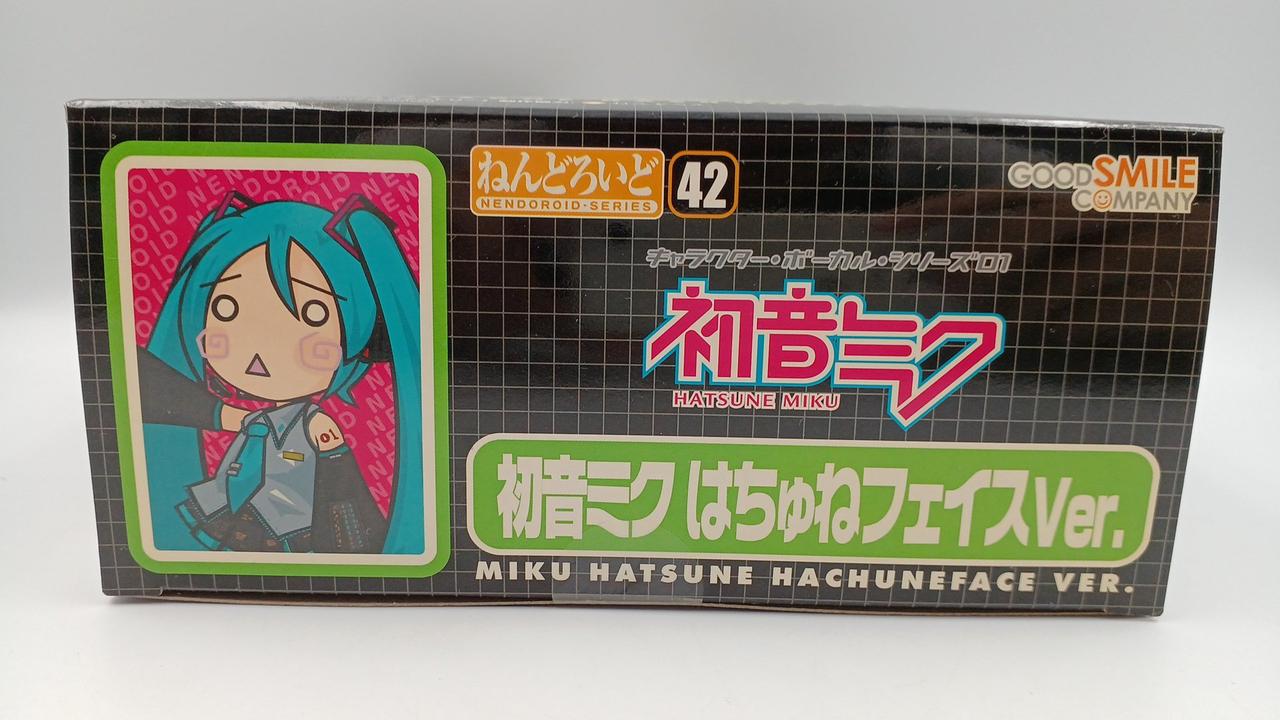 ねんどろいど
NENDOROID・SERIES
42
GOODSMILE
COMPANY
キャラクター・ボーカル・シリーズ01
初音ミク
HATSUNE MIKU
初音ミク はちゅねフェイスVer.
MIKU HATSUNE HACHUNEFACE VER.
01